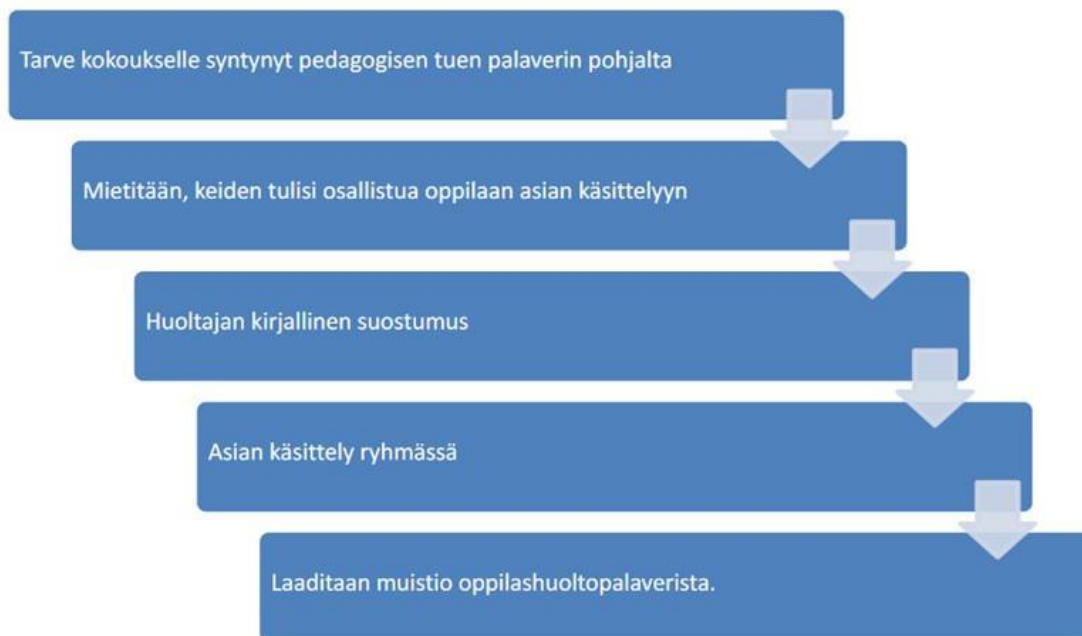 Tarve kokoukselle syntynyt pedagogisen tuen palaverin pohjalta
Mietitään, keiden tulisi osallistua oppilaan asian käsittelyyn
Huoltajan kirjallinen suostumus
Asian käsittely ryhmässä
Laaditaan muistio oppilashuoltopalaverista.